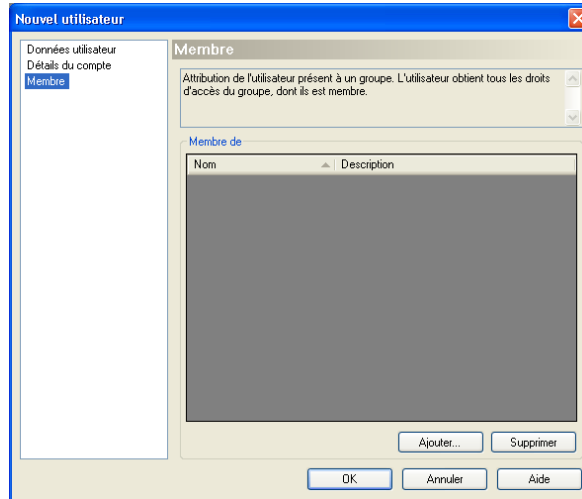 Nouvel utilisateur
Données utilisateur
Détails du compte
Membre
Membre
Attribution de l'utilisateur présent à un groupe. L'utilisateur obtient tous les droits
d'accès du groupe, dont ils est membre.
Membre de
Nom Description
Ajouter... Supprimer
OK Annuler Aide